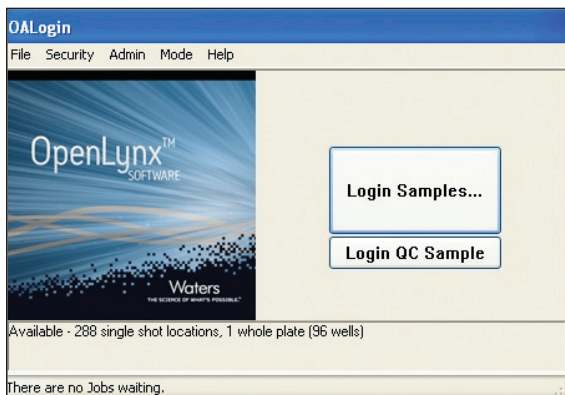 OALogin
File Security Admin Mode Help
OpenLynx™
SOFTWARE
Login Samples...
Login QC Sample
Waters
THE SCIENCE OF WHAT'S POSSIBLE.®
Available - 288 single shot locations, 1 whole plate (96 wells)
There are no Jobs waiting.